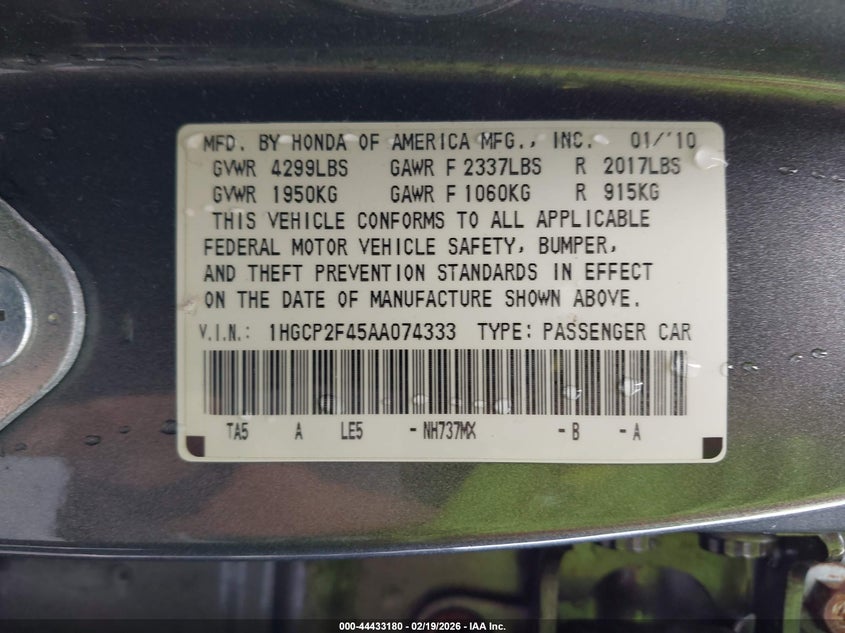 MFD. BY HONDA OF AMERICA MFG., INC. 01/'10
GVWR 4299LBS GAWR F 2337LBS R 2017LBS
GVWR 1950KG GAWR F 1060KG R 915KG
THIS VEHICLE CONFORMS TO ALL APPLICABLE
FEDERAL MOTOR VEHICLE SAFETY, BUMPER,
AND THEFT PREVENTION STANDARDS IN EFFECT
ON THE DATE OF MANUFACTURE SHOWN ABOVE.
V.I.N.: 1HGCP2F45AA074333 TYPE: PASSENGER CAR
TA5 A LE5 - NH737MX - B - A
000-44433180 - 02/19/2026 - IAA Inc.